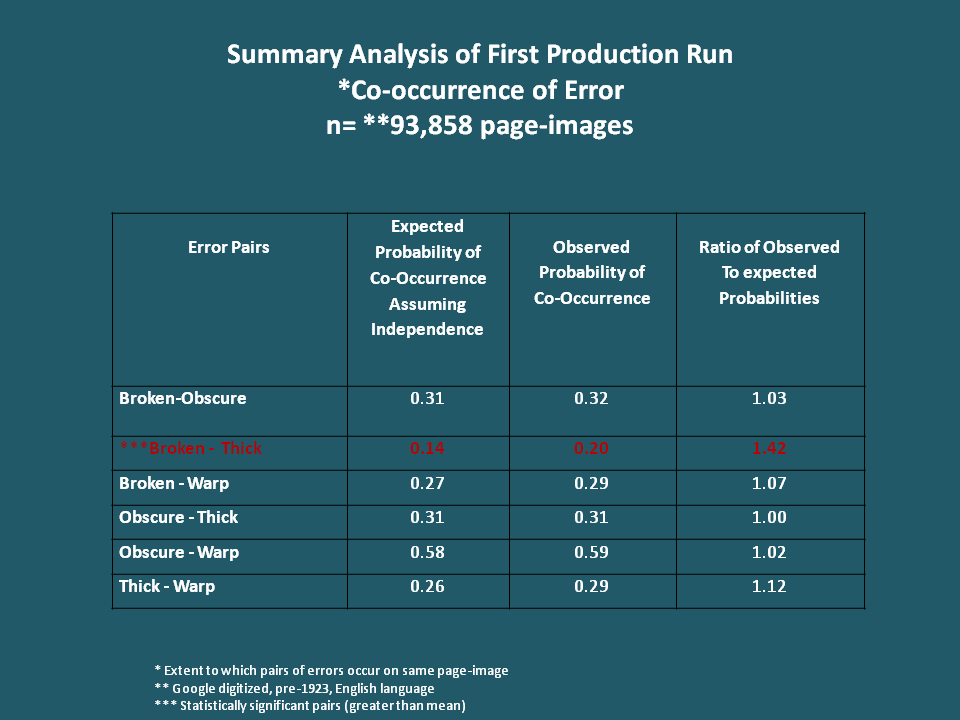 Summary Analysis of First Production Run
*Co-occurrence of Error
n= **93,858 page-images
Error Pairs
Expected
Probability of
Co-Occurrence
Assuming
Independence
Observed
Probability of
Co-Occurrence
Ratio of Observed
To expected
Probabilities
Broken-Obscure 0.31 0.32 1.03
***Broken - Thick 0.14 0.20 1.42
Broken - Warp 0.27 0.29 1.07
Obscure - Thick 0.31 0.31 1.00
Obscure - Warp 0.58 0.59 1.02
Thick - Warp 0.26 0.29 1.12
* Extent to which pairs of errors occur on same page-image
** Google digitized, pre-1923, English language
*** Statistically significant pairs (greater than mean)